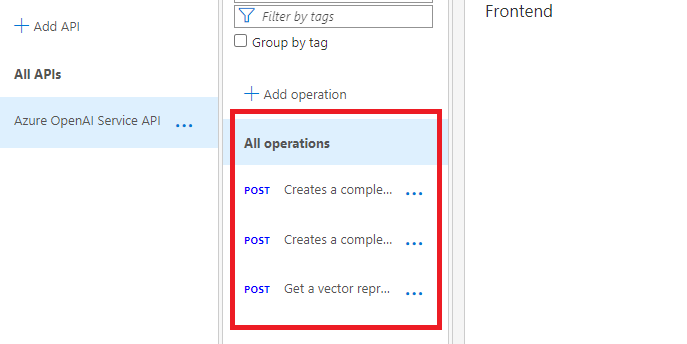 Add API
All APIs
Azure OpenAI Service API
...
Filter by tags
Group by tag
Add operation
All operations
POST Creates a comple... ...
POST Creates a comple... ...
POST Get a vector repr... ...
Frontend